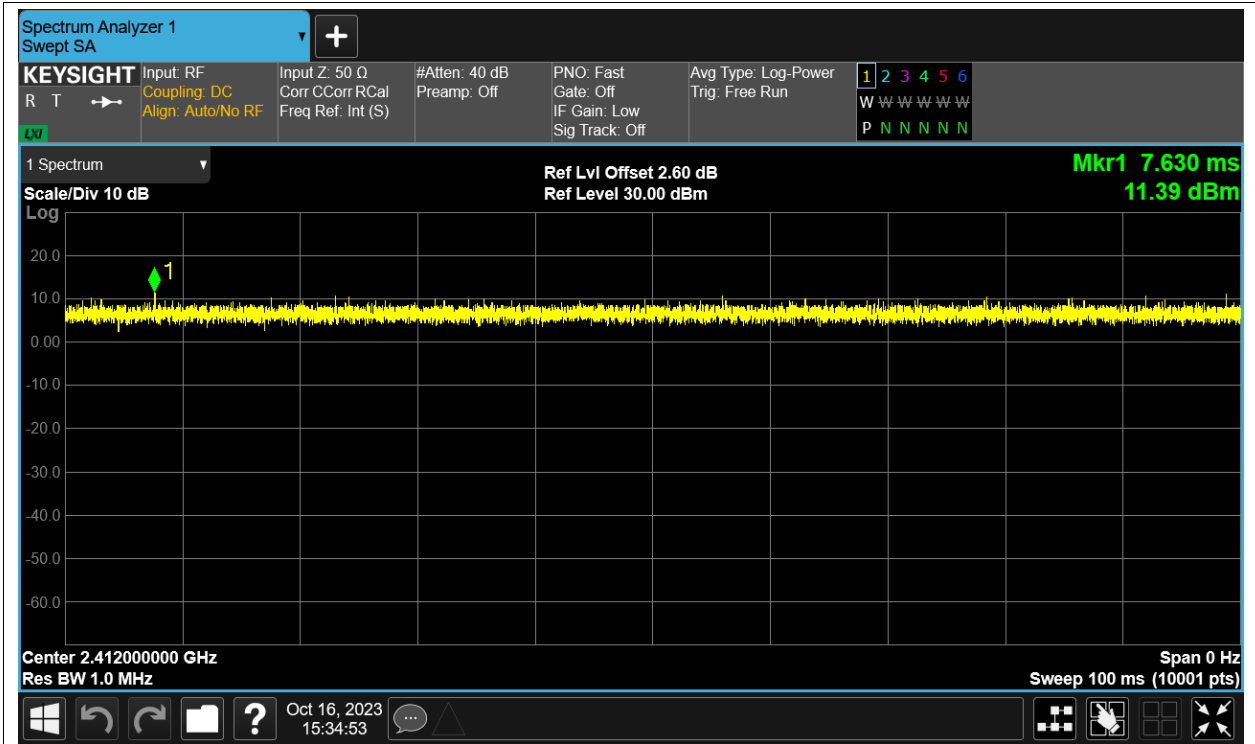 Spectrum Analyzer 1
Swept SA
KEYSIGHT
R T
LXI
Input: RF
Coupling: DC
Align: Auto/No RF
Input Z: 50 Ω
Corr CCorr RCal
Freq Ref: Int (S)
#Atten: 40 dB
Preamp: Off
PNO: Fast
Gate: Off
IF Gain: Low
Sig Track: Off
Avg Type: Log-Power
Trig: Free Run
1 2 3 4 5 6
W W W W W W
P N N N N N
1 Spectrum
Scale/Div 10 dB
Ref Lvl Offset 2.60 dB
Ref Level 30.00 dBm
Mkr1 7.630 ms
11.39 dBm
Log
20.0
1
10.0
0.00
-10.0
-20.0
-30.0
-40.0
-50.0
-60.0
Center 2.412000000 GHz
Res BW 1.0 MHz
Span 0 Hz
Sweep 100 ms (10001 pts)
?
Oct 16, 2023
15:34:53